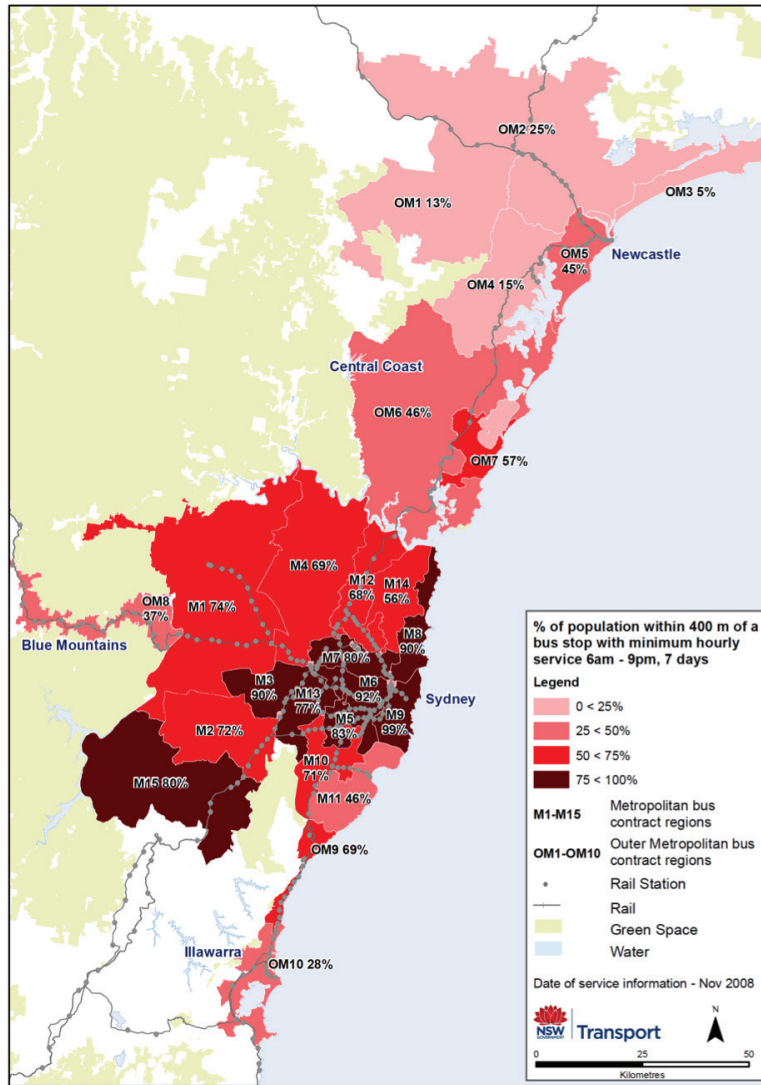 OM2 25%
OM1 13%
OM3 5%
OM5
45%
Newcastle
OM4 15%
Central Coast
OM6 46%
OM7 57%
M4 69%
M12
68%
M14
56%
OM8
37%
M1 74%
Blue Mountains
M8
90%
M7 80%
M3
90%
M6
92%
M13
77%
Sydney
M9
99%
M5
83%
M2 72%
M10
71%
M15 80%
M11 46%
OM9 69%
Illawarra
OM10 28%
% of population within 400 m of a
bus stop with minimum hourly
service 6am - 9pm, 7 days
Legend
0 < 25%
25 < 50%
50 < 75%
75 < 100%
M1-M15 Metropolitan bus
contract regions
OM1-OM10 Outer Metropolitan bus
contract regions
Rail Station
Rail
Green Space
Water
Date of service information - Nov 2008
NSW
GOVERNMENT
Transport
N
0 25 50
Kilometres